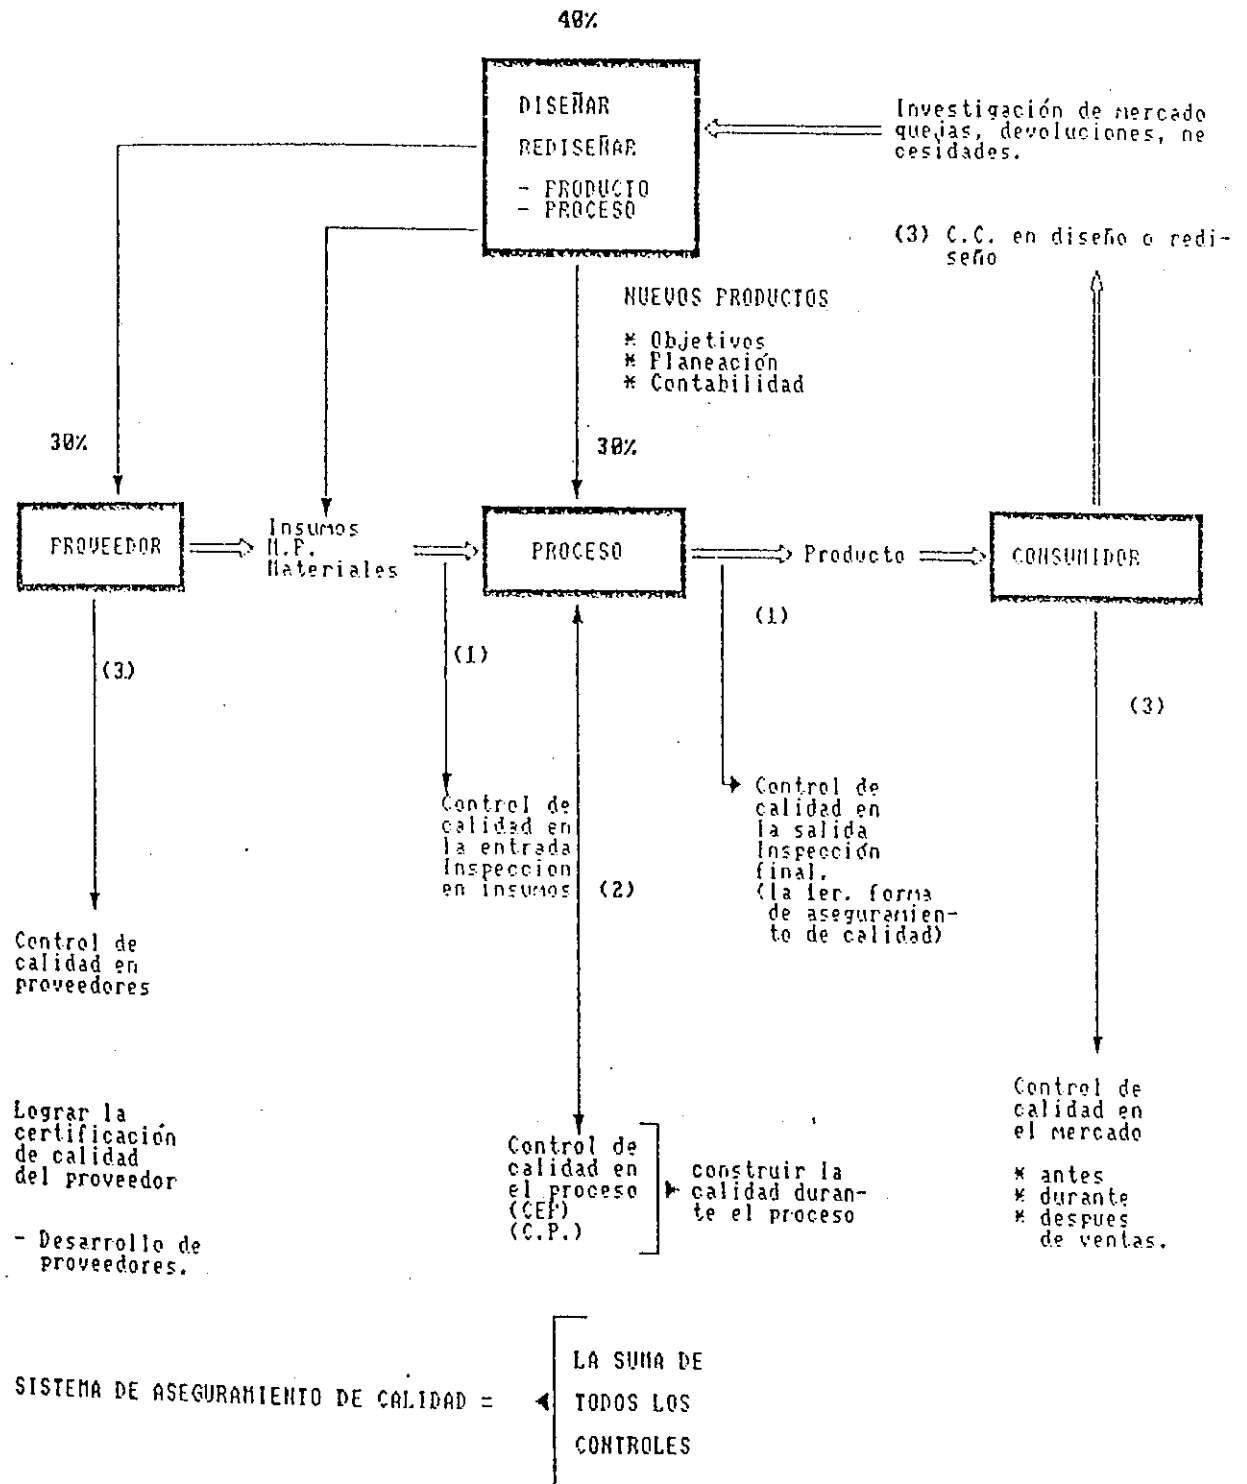 40%
DISEÑAR
REDISEÑAR
- PRODUCTO
- PROCESO
Investigación de mercado
quejas, devoluciones, ne
cesidades.
(3) C.C. en diseño o redi-
seño
NUEVOS PRODUCTOS
* Objetivos
* Planeación
* Contabilidad
30%
30%
PROVEEDOR
Insumos
M.P.
Materiales
PROCESO
Producto
CONSUMIDOR
(3)
(1)
(1)
(3)
Control de
calidad en
la entrada
Inspeccion
en insumos
(2)
Control de
calidad en
la salida
Inspección
final.
(la 1er. forma
de aseguramien-
to de calidad)
Control de
calidad en
proveedores
Lograr la
certificación
de calidad
del proveedor
- Desarrollo de
proveedores.
Control de
calidad en
el proceso
(CEP)
(C.P.)
construir la
calidad duran-
te el proceso
Control de
calidad en
el mercado
* antes
* durante
* despues
de ventas.
SISTEMA DE ASEGURAMIENTO DE CALIDAD =
LA SUMA DE
TODOS LOS
CONTROLES